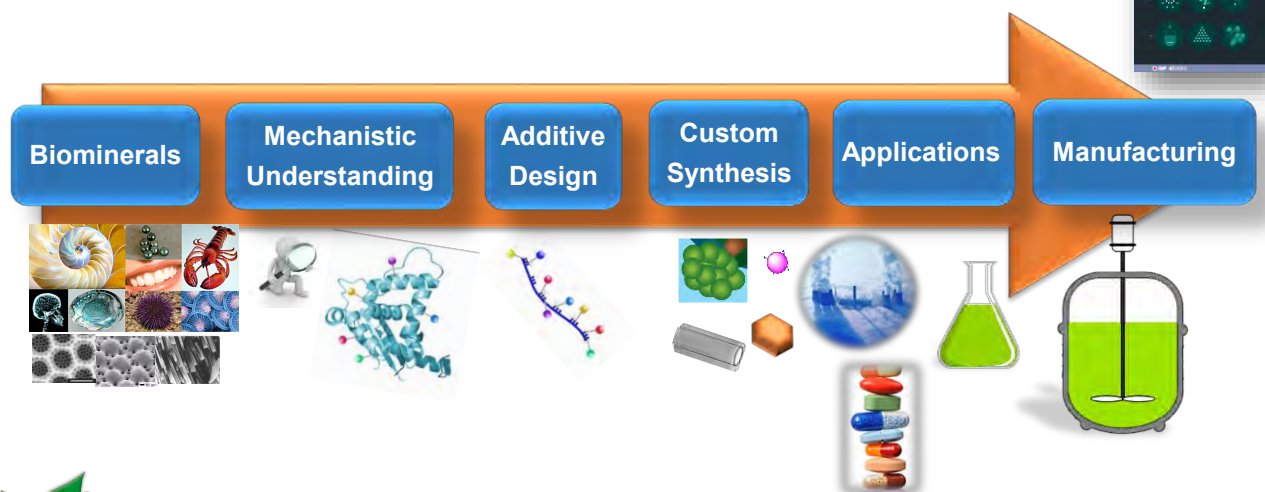 Biominerals
Mechanistic
Understanding
Additive
Design
Custom
Synthesis
Applications
Manufacturing